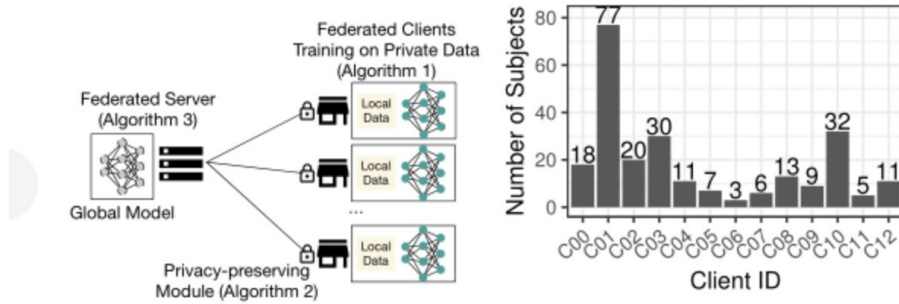 Federated Clients
Training on Private Data
(Algorithm 1)
Federated Server
(Algorithm 3)
Global Model
Local
Data
Local
Data
...
Local
Data
Privacy-preserving
Module (Algorithm 2)
Number of Subjects
80
60
40
20
0
18
77
20
30
11
7
3
6
13
9
32
5
11
C00
C01
C02
C03
C04
C05
C06
C07
C08
C09
C10
C11
C12
Client ID